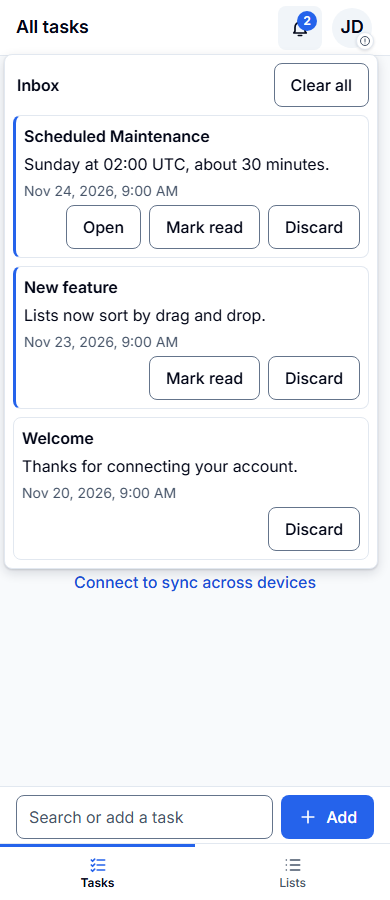 All tasks
2
JD
Inbox
Clear all
Scheduled Maintenance
Sunday at 02:00 UTC, about 30 minutes.
Nov 24, 2026, 9:00 AM
Open
Mark read
Discard
New feature
Lists now sort by drag and drop.
Nov 23, 2026, 9:00 AM
Mark read
Discard
Welcome
Thanks for connecting your account.
Nov 20, 2026, 9:00 AM
Discard
Connect to sync across devices
Search or add a task
Add
Tasks
Lists